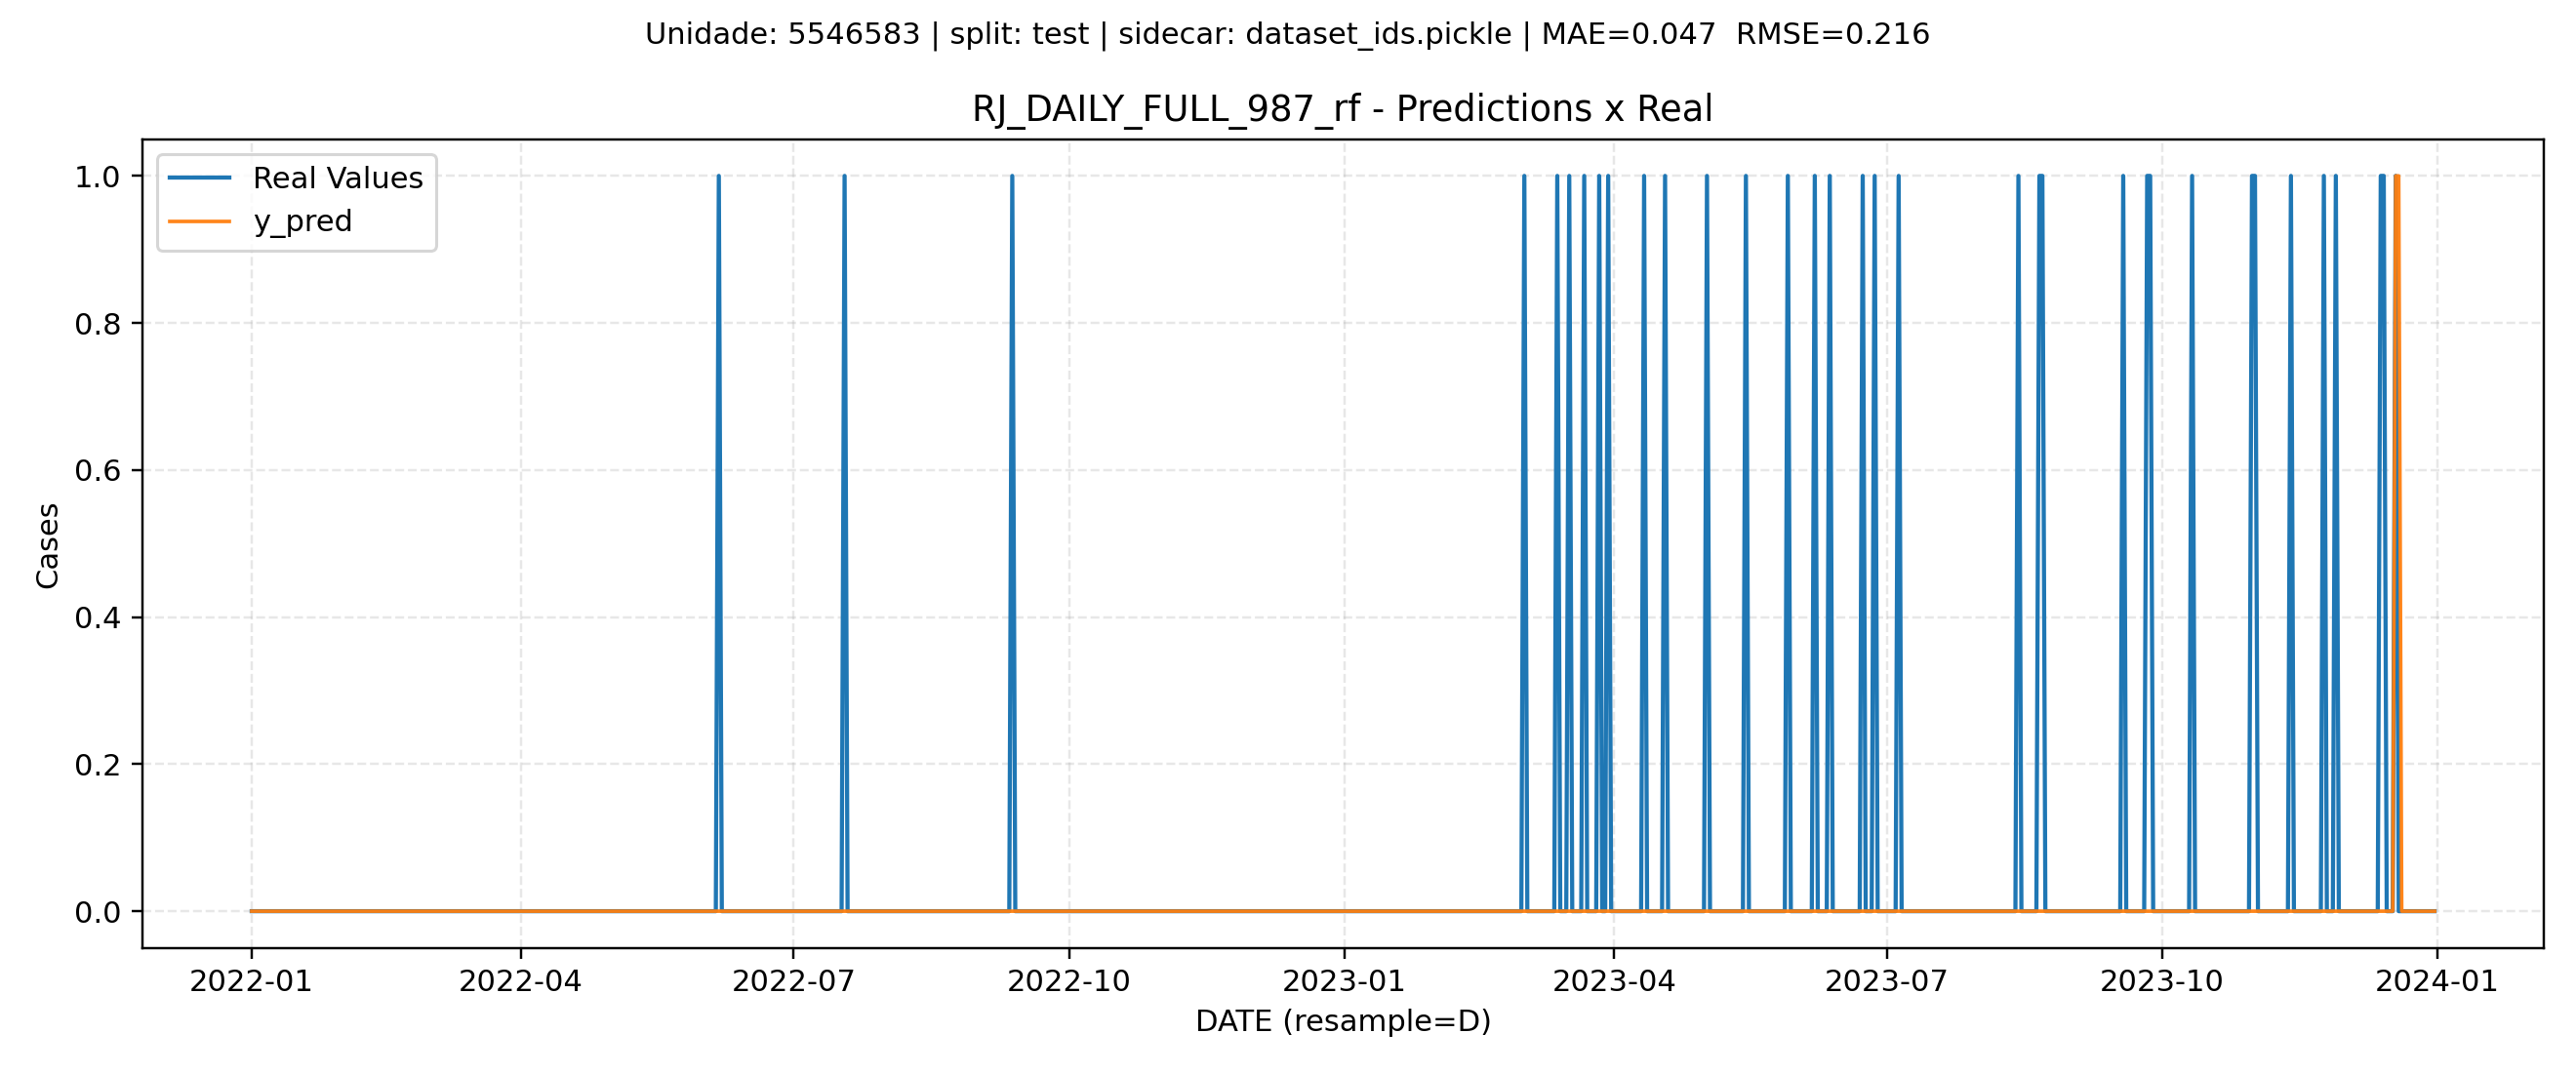 Unidade: 5546583 | split: test | sidecar: dataset_ids.pickle | MAE=0.047  RMSE=0.216
RJ_DAILY_FULL_987_rf - Predictions x Real
Real Values
y_pred
1.0
0.8
0.6
0.4
0.2
0.0
Cases
2022-01 2022-04 2022-07 2022-10 2023-01 2023-04 2023-07 2023-10 2024-01
DATE (resample=D)